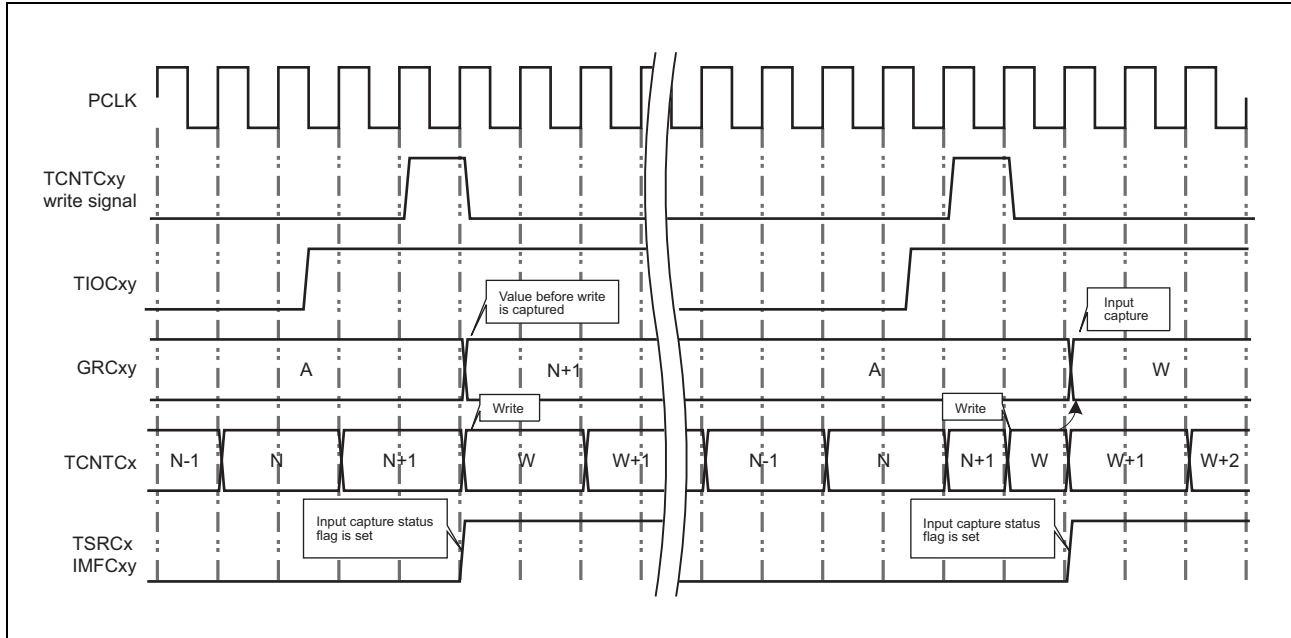 PCLK
TCNTCxy
write signal
TIOCxy
Value before write
is captured
Input
capture
GRCxy
A
N+1
A
W
Write
Write
TCNTCx
N-1
N
N+1
W
W+1
N-1
N
N+1
W
W+1
W+2
Input capture status
flag is set
Input capture status
flag is set
TSRCx
IMFCxy